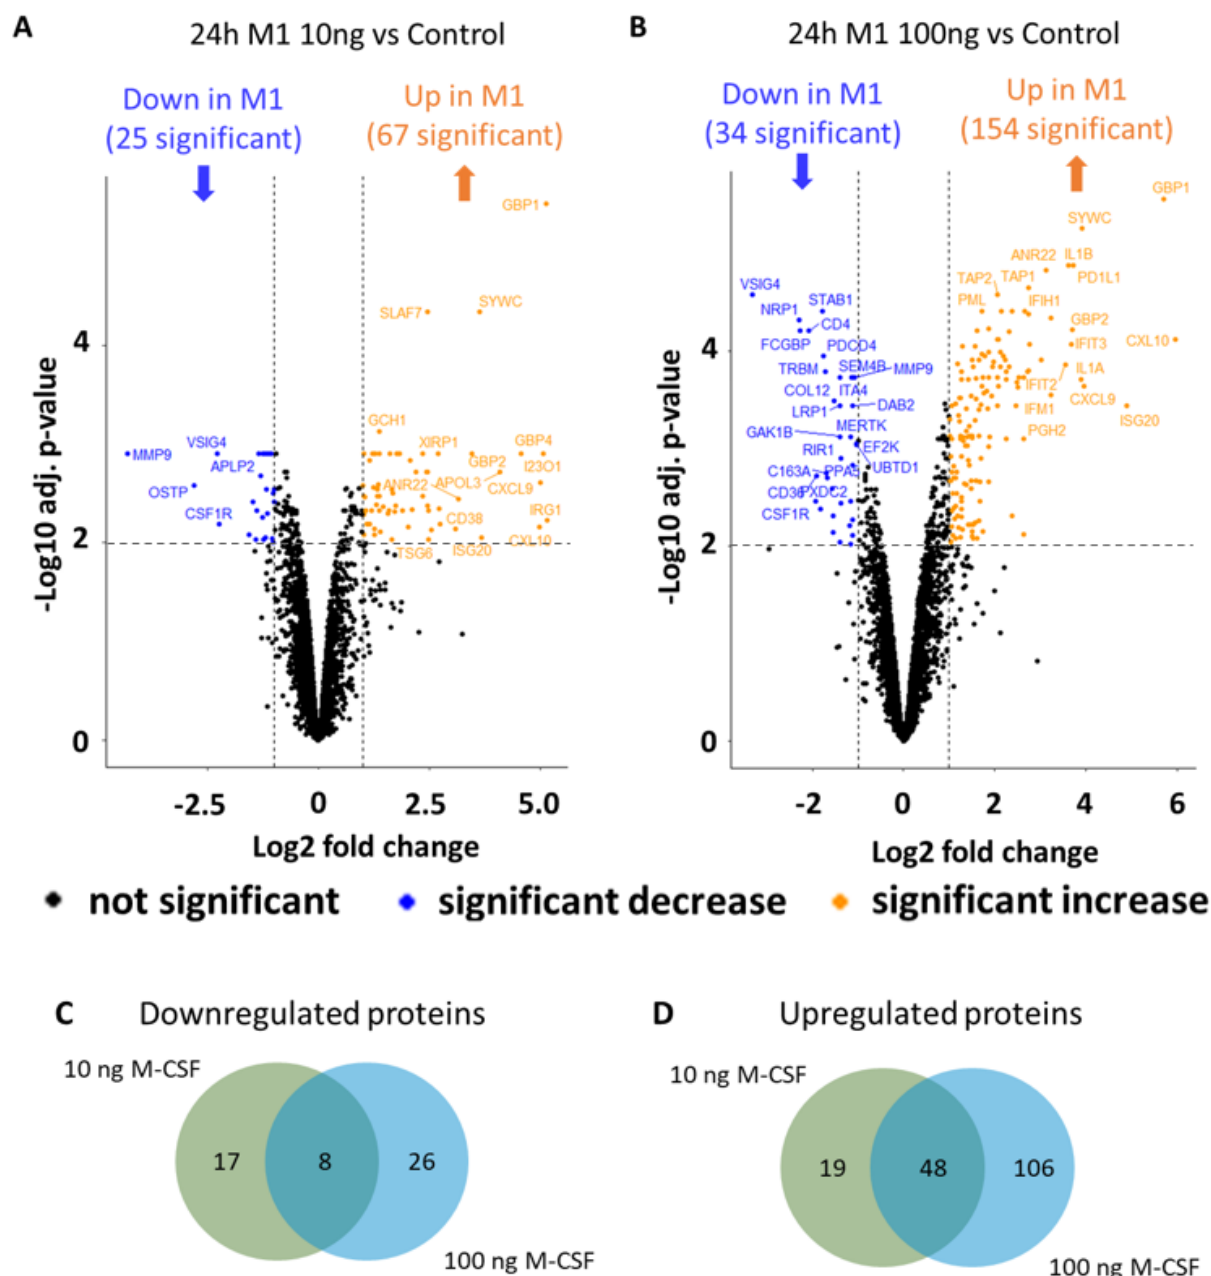 A
24h M1 10ng vs Control
Down in M1
(25 significant)
Up in M1
(67 significant)
GBP1
SLAF7
SYWC
4
GCH1
XIRP1
GBP4
MMP9
VSIG4
APLP2
GBP2
I23O1
OSTP
ANR22
APOL3
CXCL9
CSF1R
CD38
IRG1
CXL10
TSG6
ISG20
2
0
-Log10 adj. p-value
-2.5
0
2.5
5.0
Log2 fold change
B
24h M1 100ng vs Control
Down in M1
(34 significant)
Up in M1
(154 significant)
GBP1
SYWC
ANR22
IL1B
TAP2
TAP1
PD1L1
VSIG4
STAB1
PML
IFIH1
NRP1
CD4
GBP2
FCGBP
PDCD4
IFIT3
CXL10
4
TRBM
SEM4B
MMP9
IL1A
COL12
ITA4
IFIT2
CXCL9
LRP1
DAB2
IFM1
ISG20
GAK1B
MERTK
PGH2
RIR1
EF2K
C163A
PPA5
UBTD1
CD36
PXDC2
CSF1R
2
0
-Log10 adj. p-value
-2
0
2
4
6
Log2 fold change
not significant
significant decrease
significant increase
C
Downregulated proteins
10 ng M-CSF
17
8
26
100 ng M-CSF
D
Upregulated proteins
10 ng M-CSF
19
48
106
100 ng M-CSF